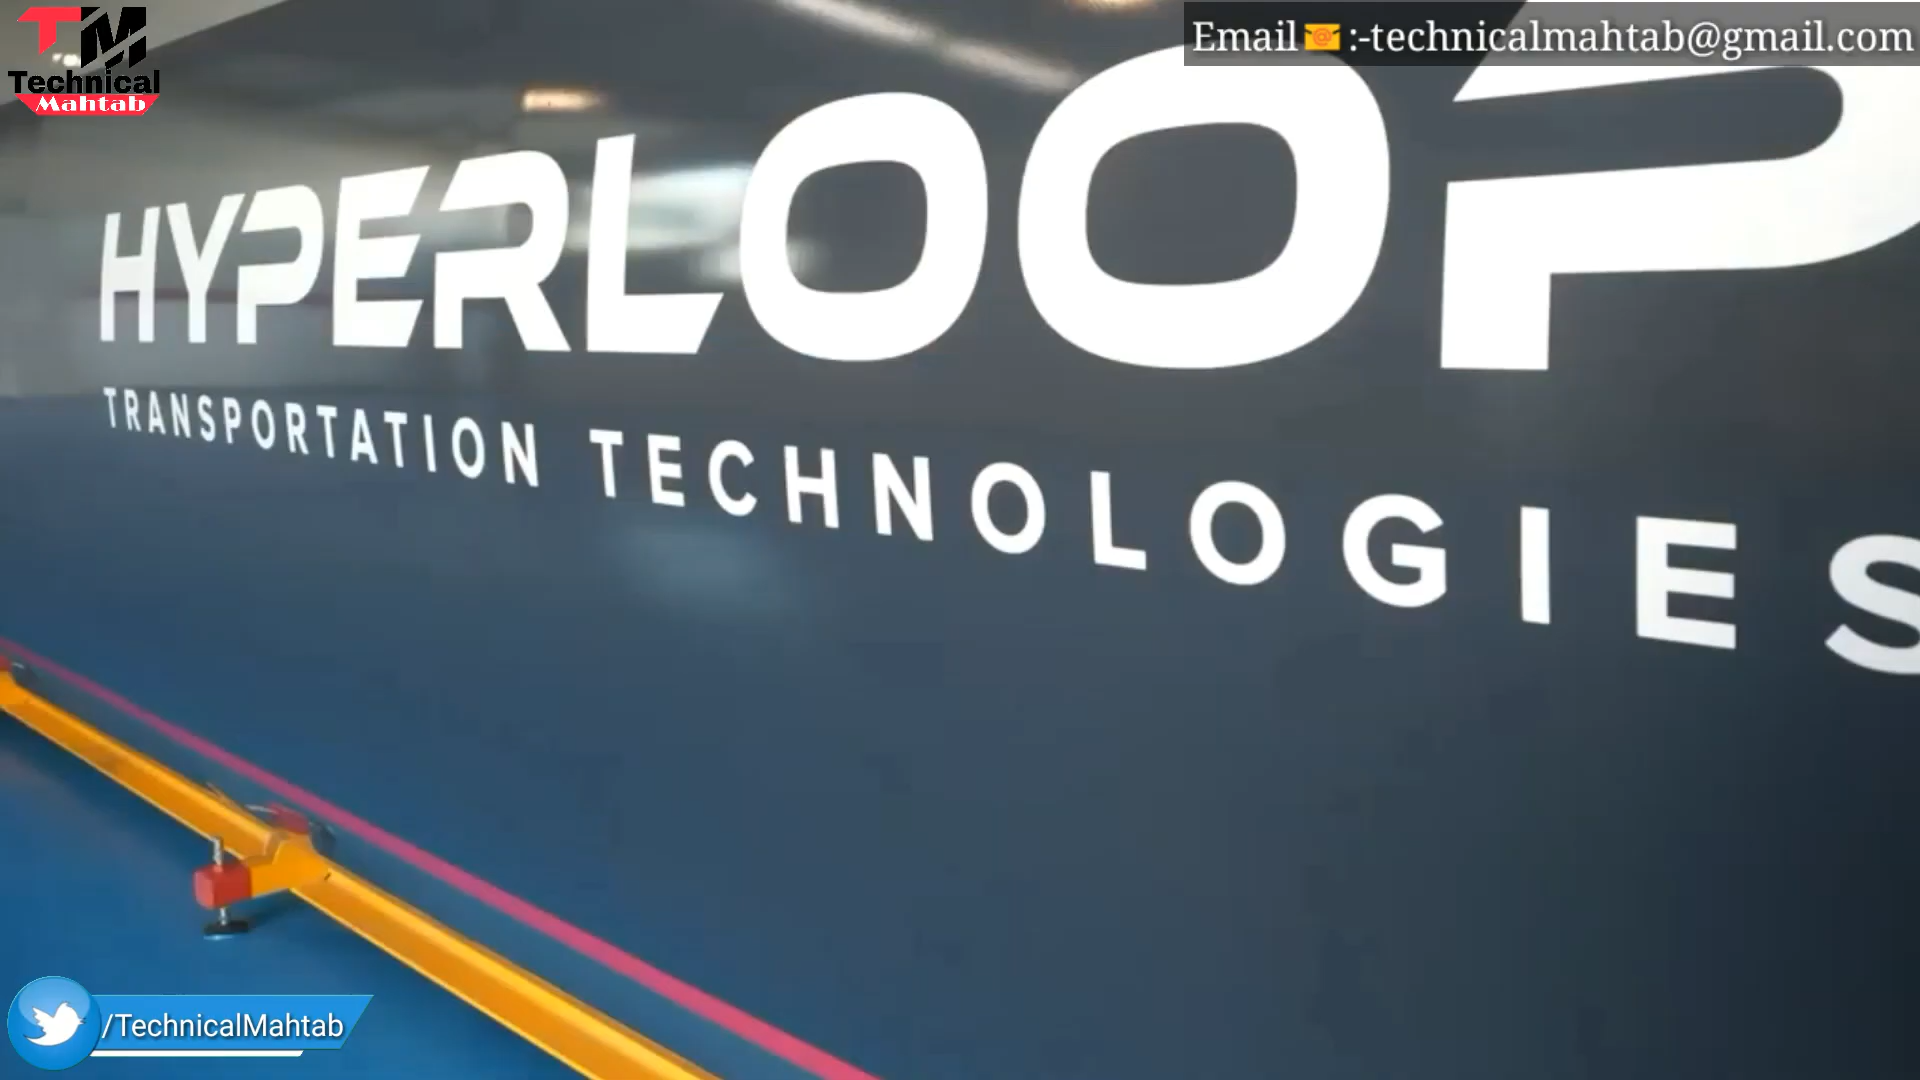 TM
Technical
Mahtab
Email📧:-technicalmahtab@gmail.com
HYPERLOOP
TRANSPORTATION TECHNOLOGIES
/TechnicalMahtab